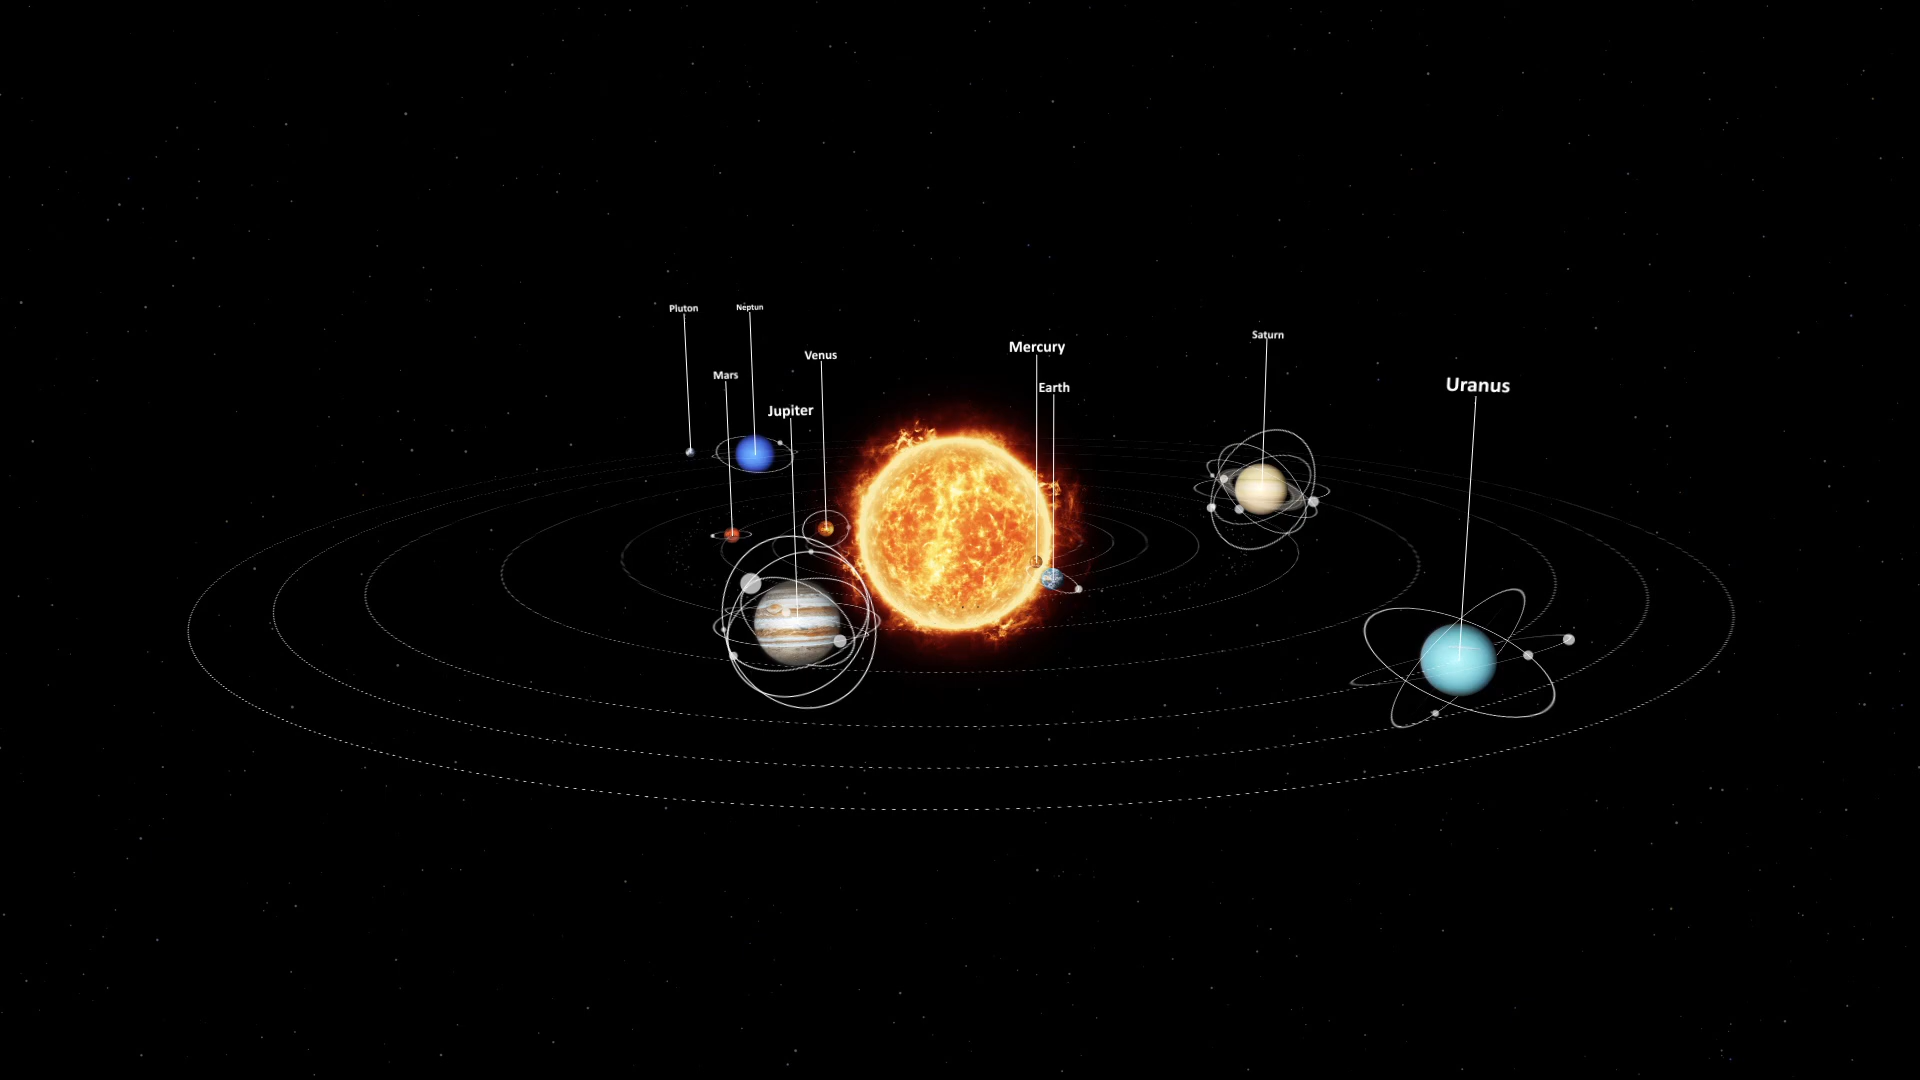 Pluton
Neptun
Mars
Venus
Jupiter
Mercury
Earth
Saturn
Uranus